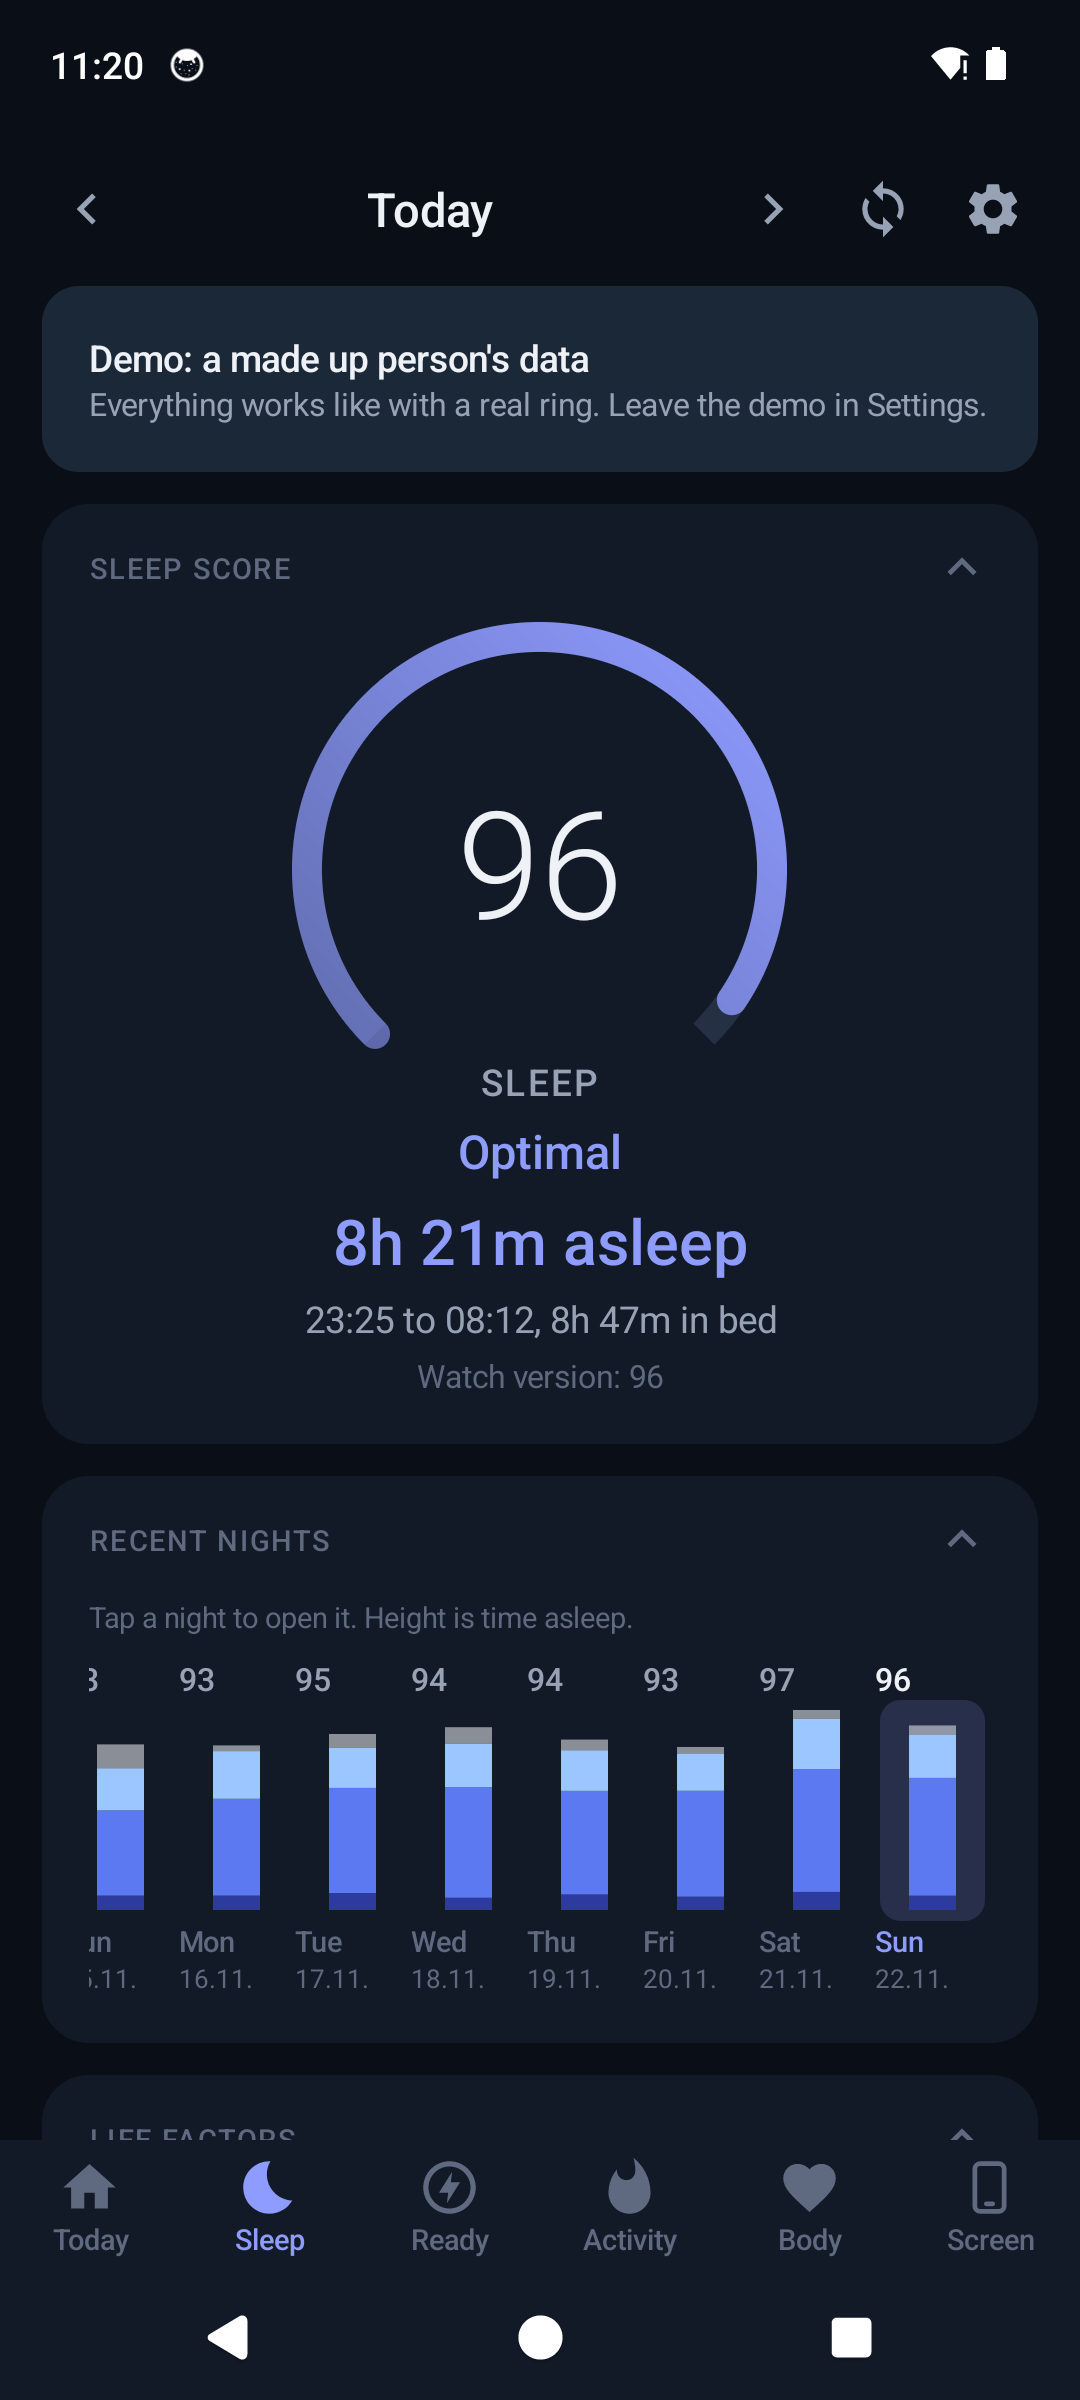 11:20
Today
Demo: a made up person's data
Everything works like with a real ring. Leave the demo in Settings.
SLEEP SCORE
96
SLEEP
Optimal
8h 21m asleep
23:25 to 08:12, 8h 47m in bed
Watch version: 96
RECENT NIGHTS
Tap a night to open it. Height is time asleep.
93 95 94 94 93 97 96
Mon Tue Wed Thu Fri Sat Sun
16.11. 17.11. 18.11. 19.11. 20.11. 21.11. 22.11.
LIFE FACTORS
Today Sleep Ready Activity Body Screen